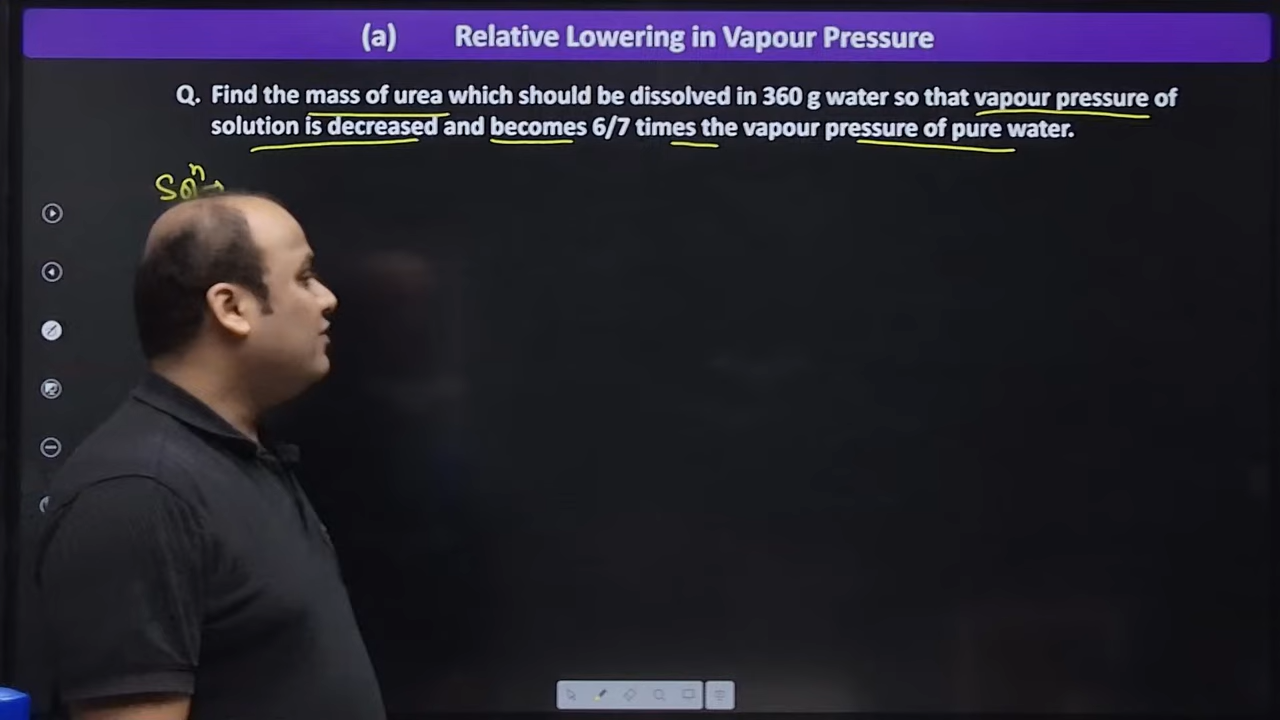 (a) Relative Lowering in Vapour Pressure
Q. Find the mass of urea which should be dissolved in 360 g water so that vapour pressure of
solution is decreased and becomes 6/7 times the vapour pressure of pure water.
Solⁿ